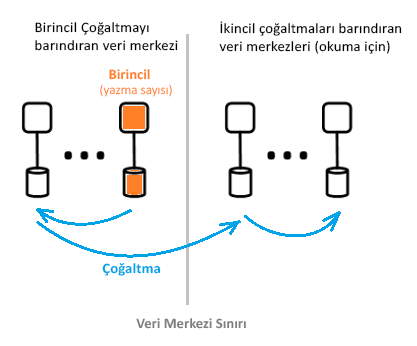 Birincil Çoğaltmayı
barındıran veri merkezi
İkincil çoğaltmaları barındıran
veri merkezleri (okuma için)
Birincil
(yazma sayısı)
Çoğaltma
Veri Merkezi Sınırı